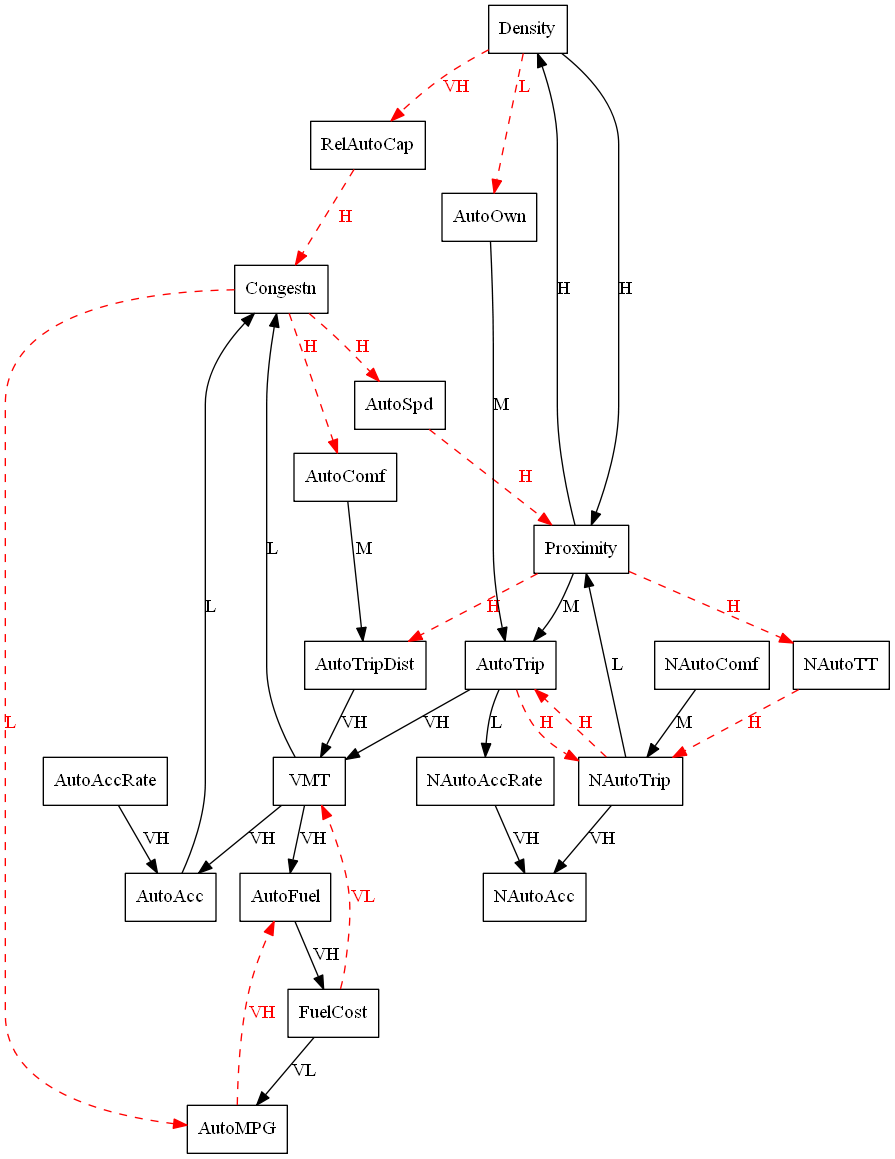 Density
VH
L
RelAutoCap
H
AutoOwn
Congestn
H
H
H
H
AutoSpd
M
AutoComf
H
Proximity
M
H
M
H
AutoTripDist
AutoTrip
NAutoComf
NAutoTT
L
L
L
L
VH
VH
L
H
H
M
H
AutoAccRate
VMT
NAutoAccRate
NAutoTrip
VH
VH
VH
VH
VH
AutoAcc
AutoFuel
VL
NAutoAcc
VH
VH
FuelCost
VL
AutoMPG